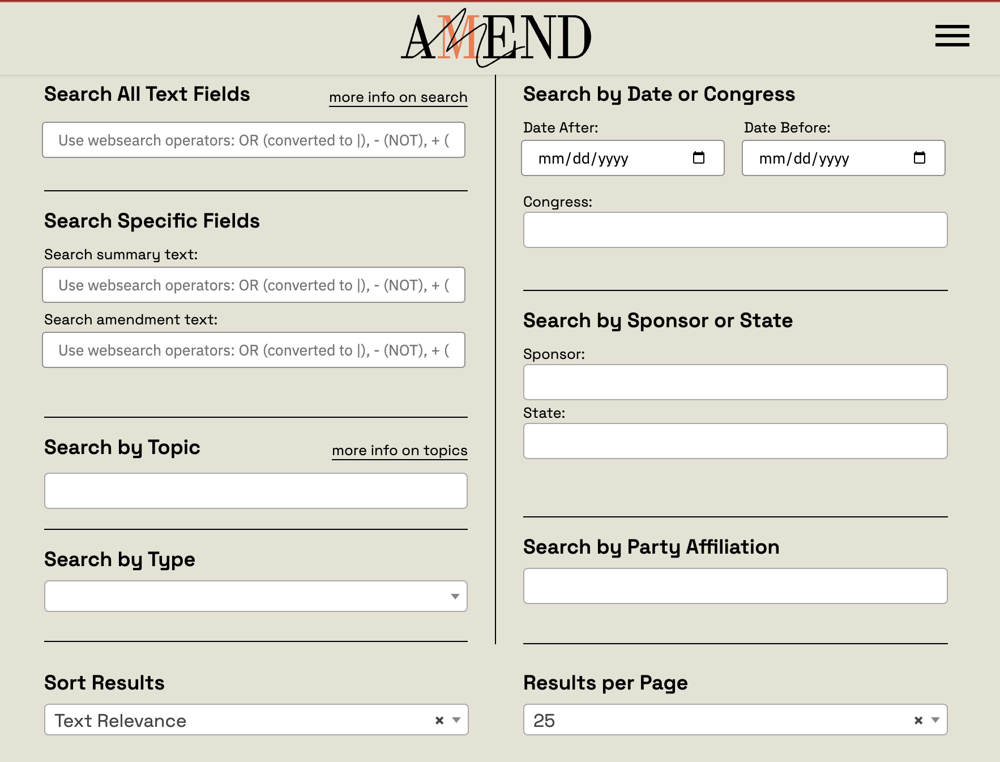 AMEND
Search All Text Fields
more info on search
Use websearch operators: OR (converted to |), - (NOT), + (
Search Specific Fields
Search summary text:
Use websearch operators: OR (converted to |), - (NOT), + (
Search amendment text:
Use websearch operators: OR (converted to |), - (NOT), + (
Search by Topic
more info on topics
Search by Type
Search by Date or Congress
Date After:
Date Before:
mm/dd/yyyy
mm/dd/yyyy
Congress:
Search by Sponsor or State
Sponsor:
State:
Search by Party Affiliation
Sort Results
Text Relevance
Results per Page
25